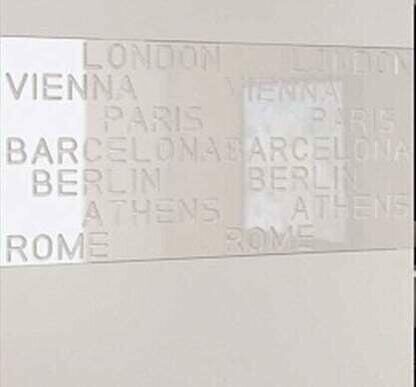 LONDON LONDON
VIENNA VIENNA
PARIS PARIS
BARCELONA BARCELONA
BERLIN BERLIN
ATHENS ATHENS
ROME ROME